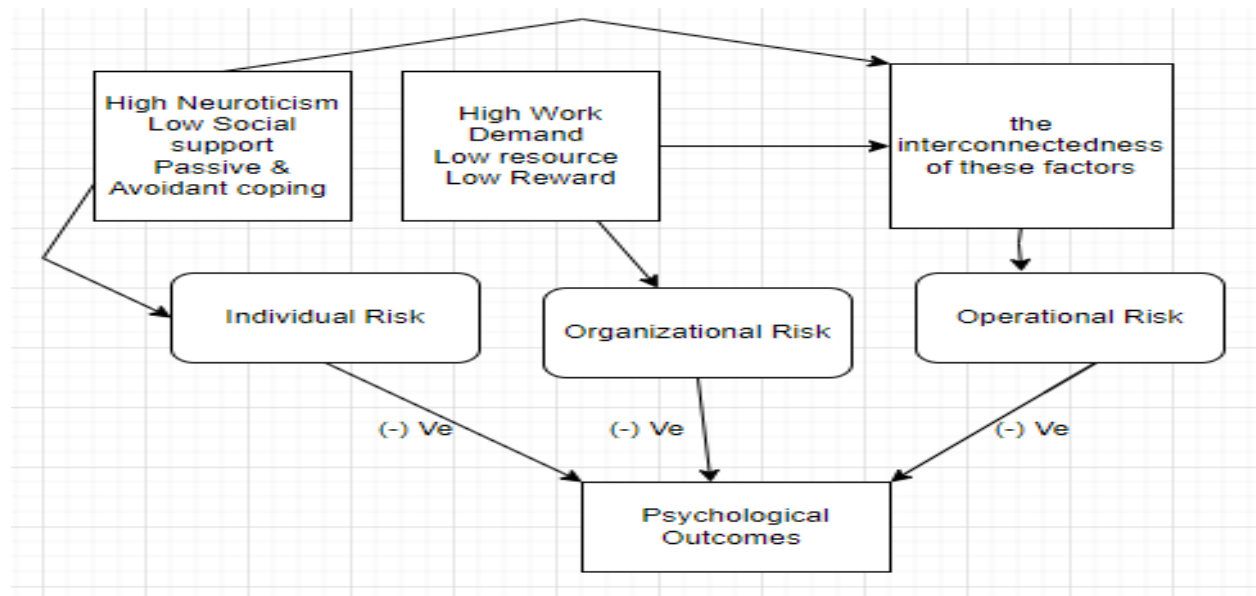 High Neuroticism
Low Social
support
Passive &
Avoidant coping
High Work
Demand
Low resource
Low Reward
the
interconnectedness
of these factors
Individual Risk
Organizational Risk
Operational Risk
(-) Ve
(-) Ve
(-) Ve
Psychological
Outcomes